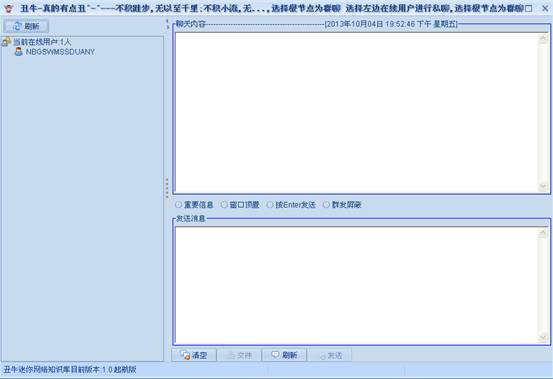 丑牛-真的有点丑^-^---不积跬步,无以至千里;不积小流,无...,选择根节点为群聊 选择左边在线用户进行私聊,选择根节点为群聊
刷新
当前在线用户:1人
NBGSWMSSDUANY
聊天内容----------------------------------------[2013年10月04日 19:52:46 下午 星期五]
重要信息 窗口顶置 按Enter发送 群发屏蔽
发送消息
清空 文件 刷新 发送
丑牛迷你网络知识库目前版本:1.0 起航版